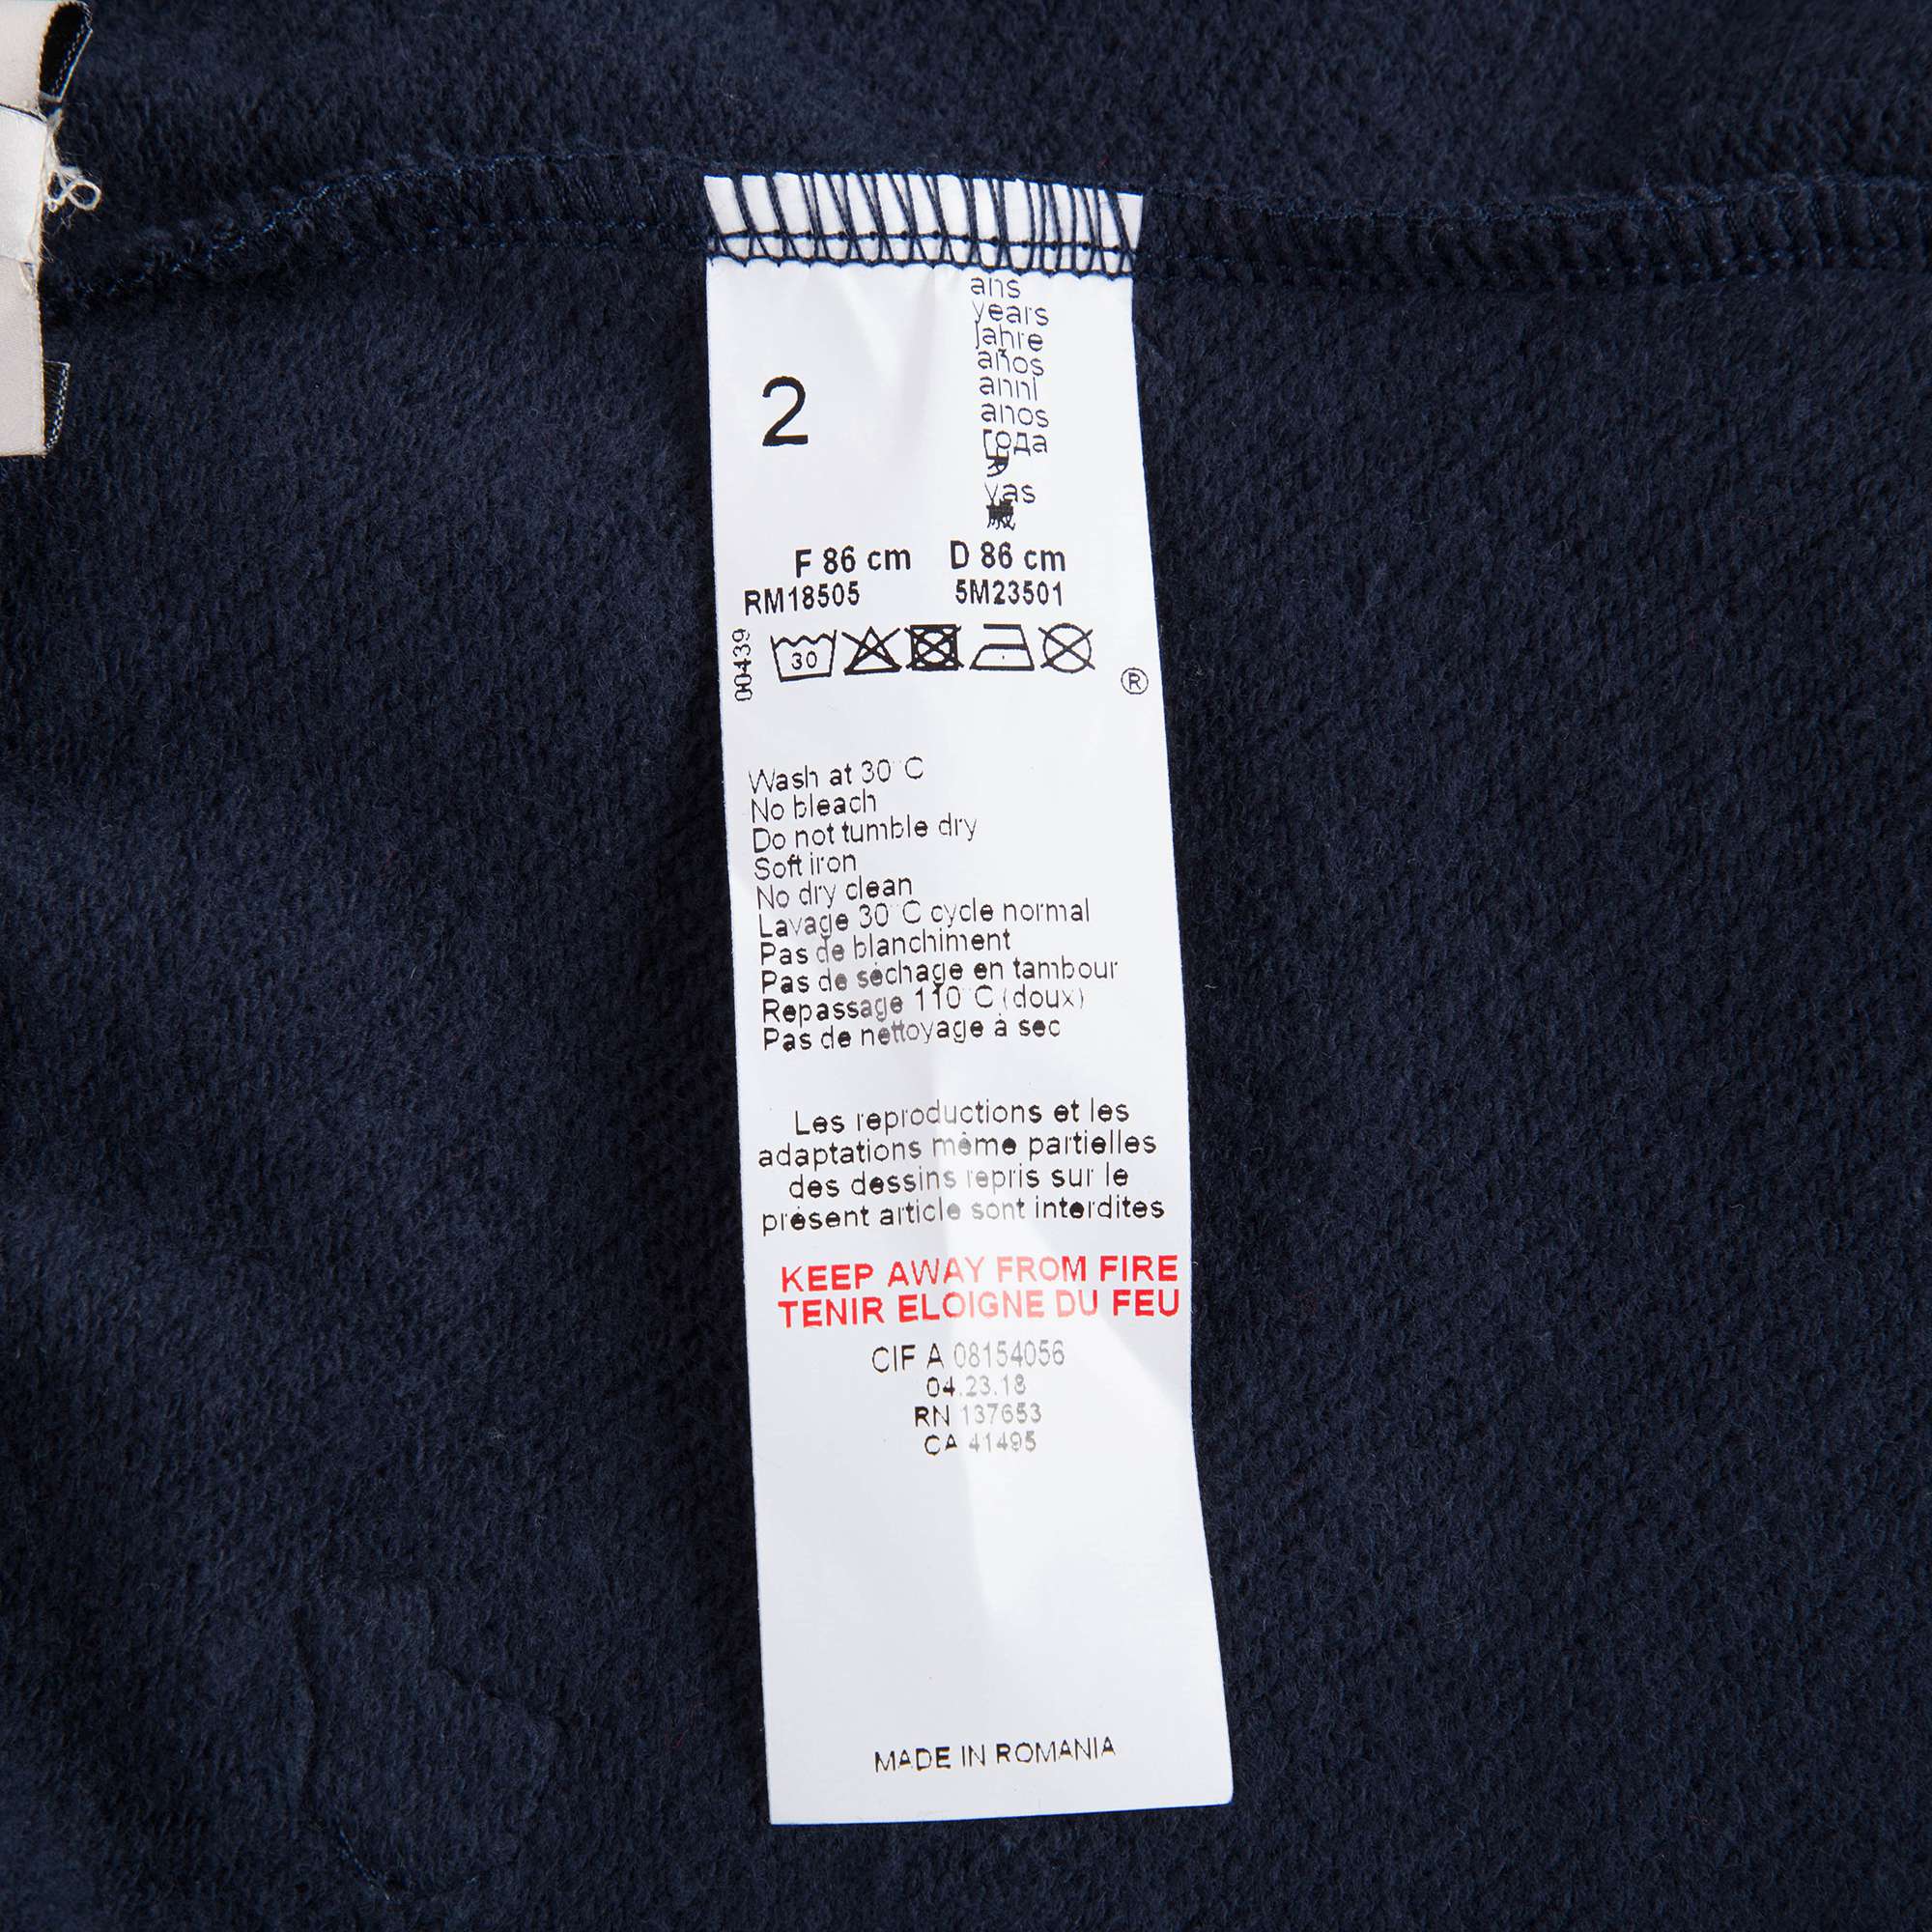 ans
years
Jahre
años
anni
anos
2
года
yas
F 86 cm D 86 cm
RM18505 5M23501
00439
30
®
Wash at 30°C
No bleach
Do not tumble dry
Soft iron
No dry clean
Lavage 30°C cycle normal
Pas de blanchiment
Pas de séchage en tambour
Repassage 110°C (doux)
Pas de nettoyage à sec
Les reproductions et les
adaptations même partielles
des dessins repris sur le
présent article sont interdites
KEEP AWAY FROM FIRE
TENIR ELOIGNE DU FEU
CIF A 08154056
04.23.18
RN 137653
CA 41495
MADE IN ROMANIA